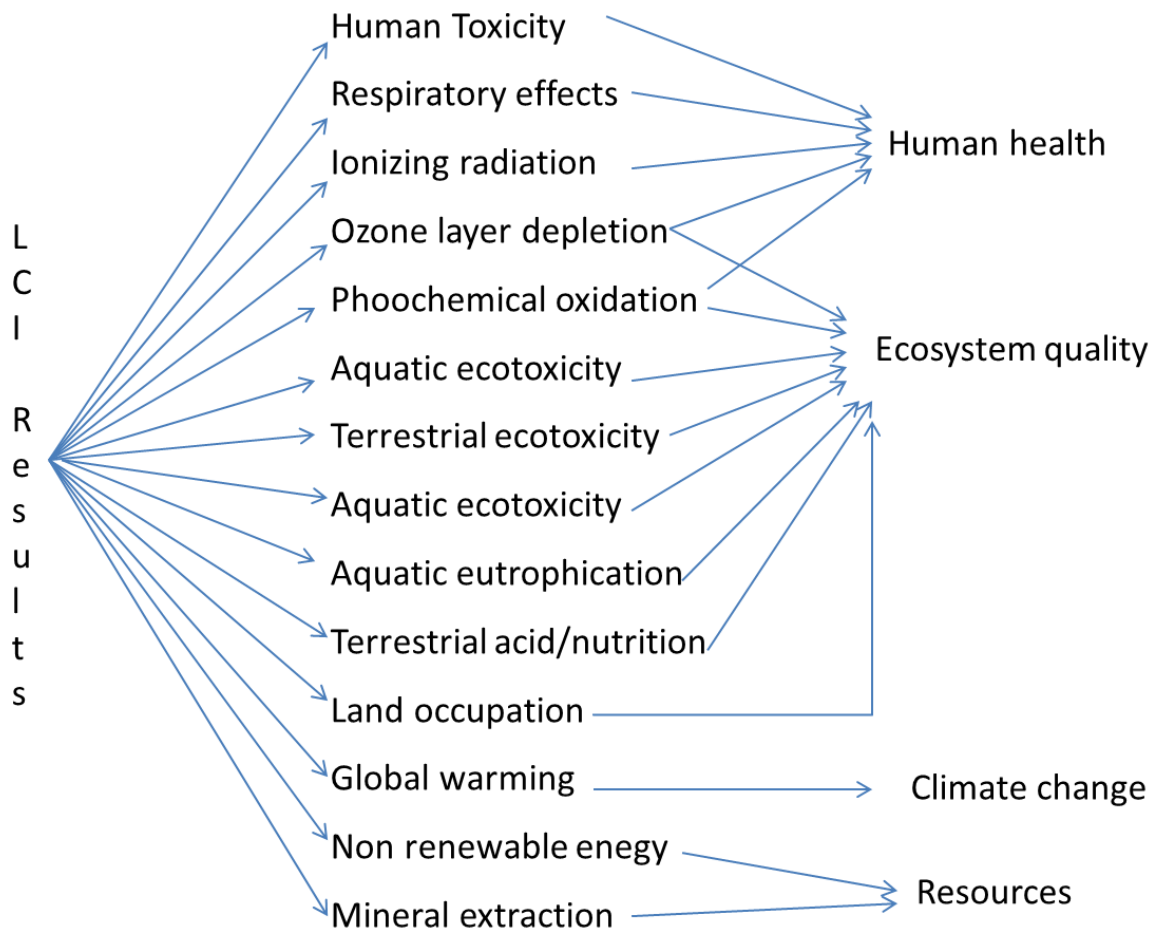 LCI Results
Human Toxicity
Respiratory effects
Ionizing radiation
Ozone layer depletion
Phoochemical oxidation
Aquatic ecotoxicity
Terrestrial ecotoxicity
Aquatic ecotoxicity
Aquatic eutrophication
Terrestrial acid/nutrition
Land occupation
Global warming
Non renewable enegy
Mineral extraction
Human health
Ecosystem quality
Climate change
Resources